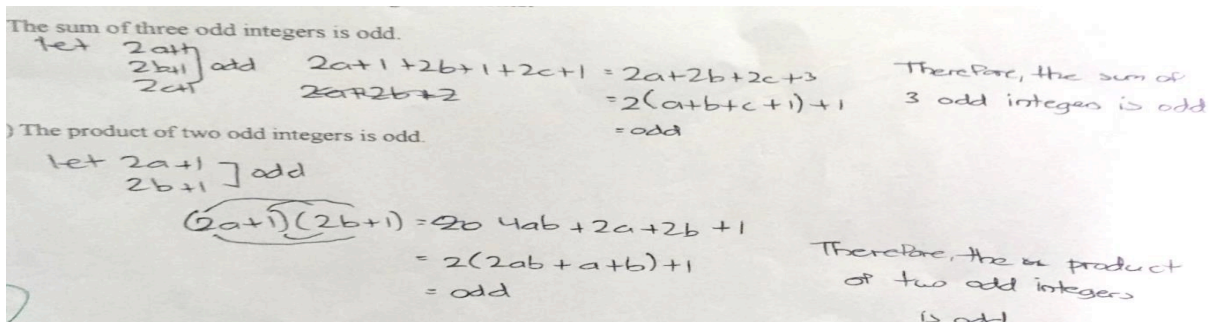 The sum of three odd integers is odd.
let 2a+1
2b+1 ] odd 2a+1+2b+1+2c+1 = 2a+2b+2c+3 Therefore, the sum of
2c+1 2a+2b+2 =2(a+b+c+1)+1 3 odd integers is odd
= odd
) The product of two odd integers is odd.
let 2a+1 ] odd
2b+1
(2a+1)(2b+1) = 4ab+2a+2b+1
= 2(2ab+a+b)+1 Therefore, the product
= odd of two odd integers
is odd